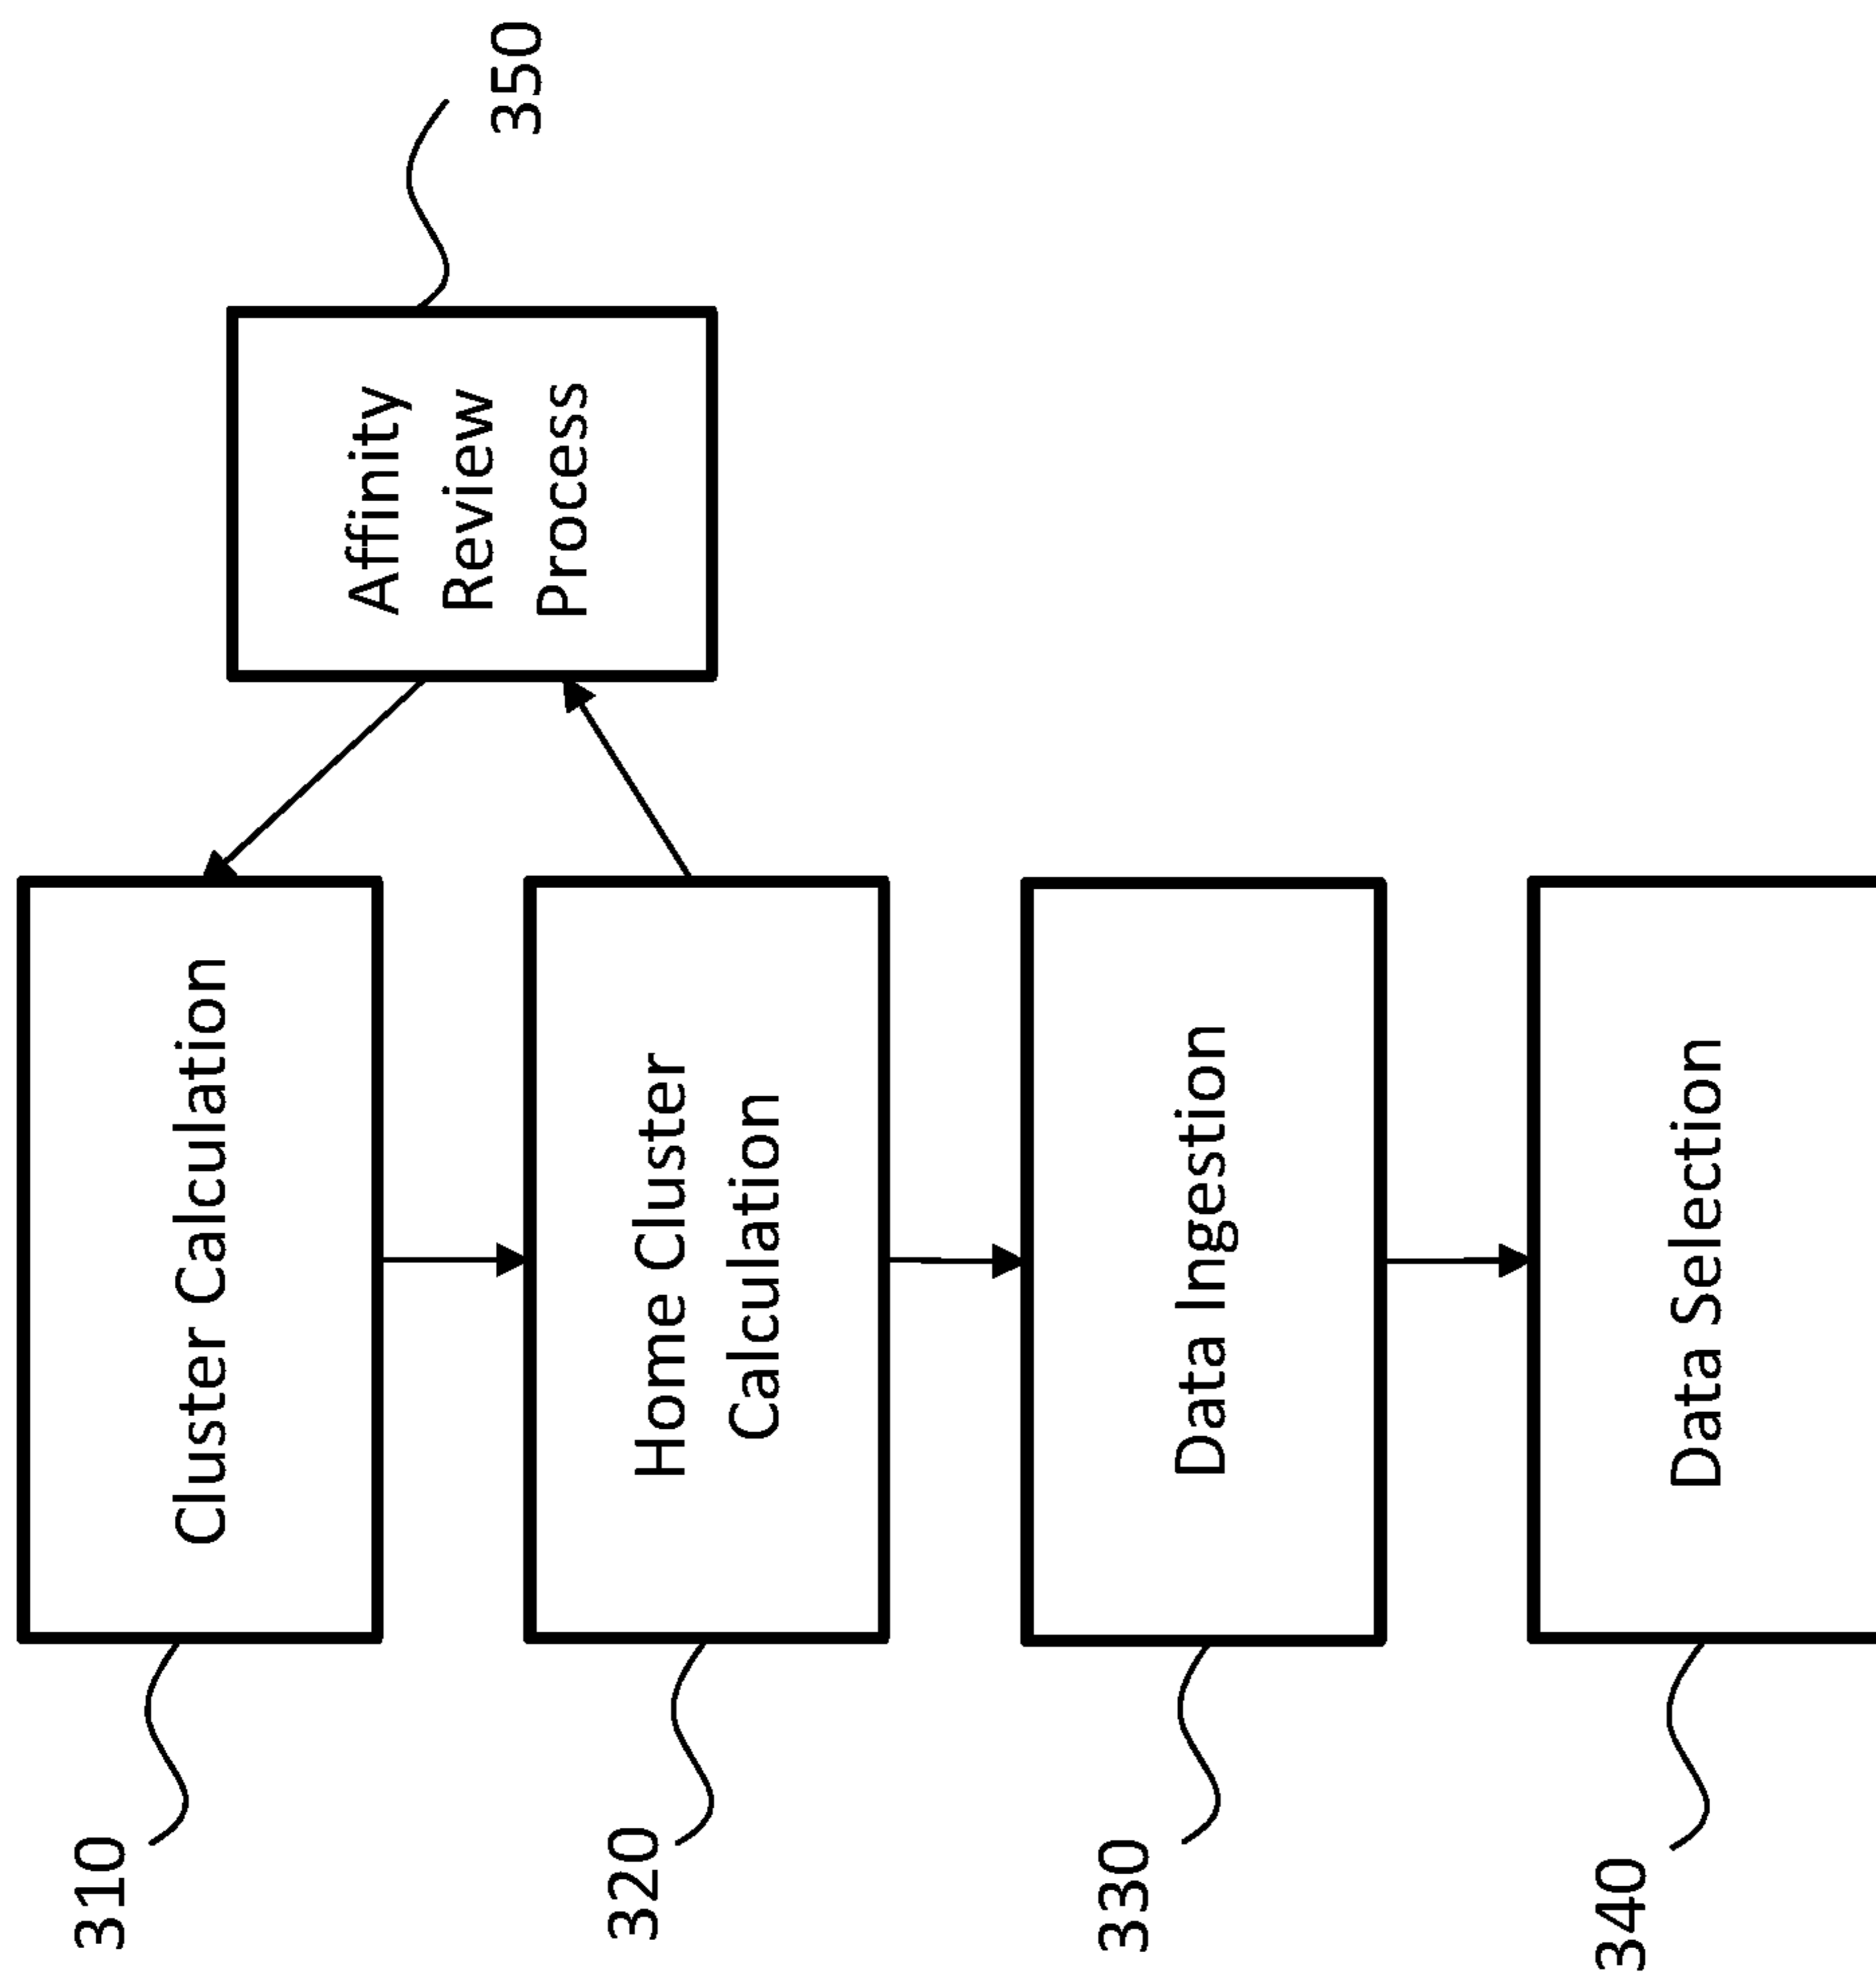 310
Cluster Calculation
320
Home Cluster
Calculation
330
Data Ingestion
340
Data Selection
Affinity
Review
Process
350